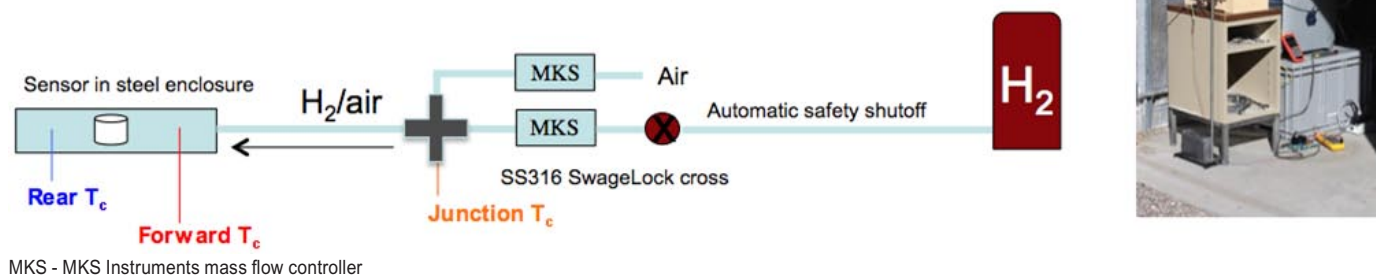 Sensor in steel enclosure
H₂/air
MKS
Air
MKS
X
Automatic safety shutoff
H₂
SS316 SwageLock cross
Rear Tc
Junction Tc
Forward Tc
MKS - MKS Instruments mass flow controller